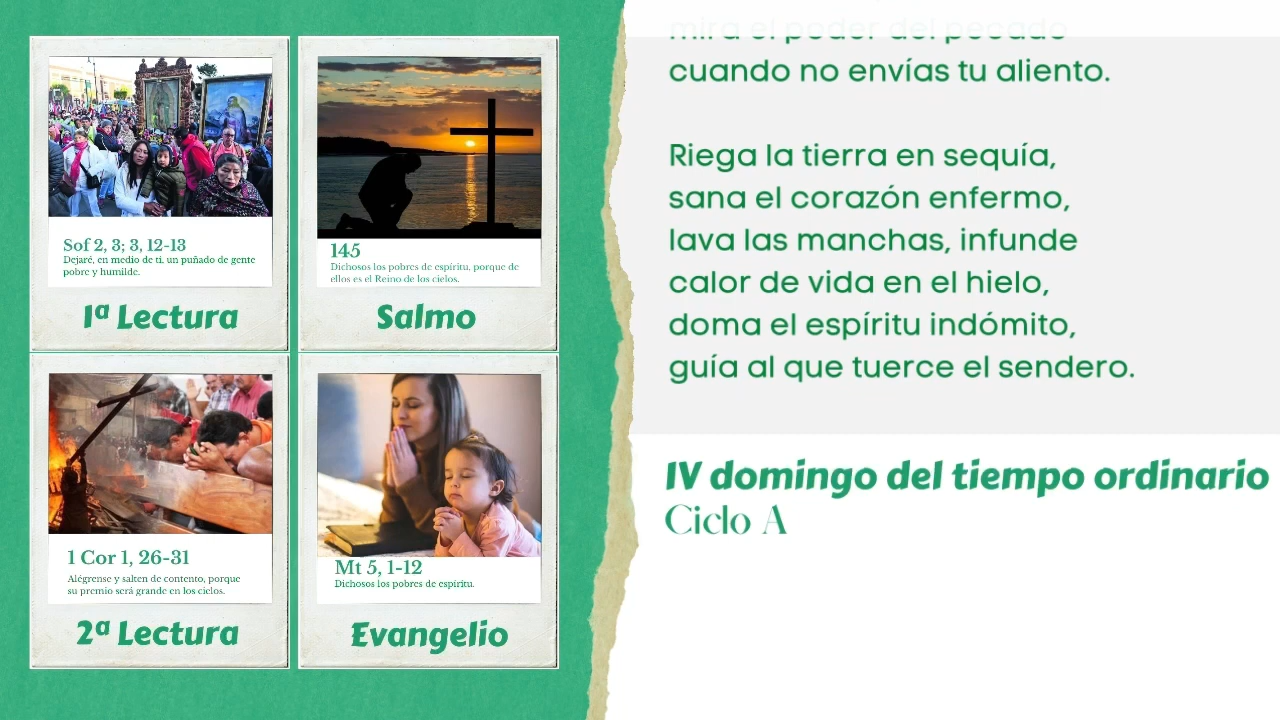 Sof 2, 3; 3, 12-13
Dejaré, en medio de ti, un puñado de gente
pobre y humilde.
1ª Lectura
145
Dichosos los pobres de espíritu, porque de
ellos es el Reino de los cielos.
Salmo
1 Cor 1, 26-31
Alégrense y salten de contento, porque
su premio será grande en los cielos.
2ª Lectura
Mt 5, 1-12
Dichosos los pobres de espíritu.
Evangelio
mira el poder del pecado
cuando no envías tu aliento.
Riega la tierra en sequía,
sana el corazón enfermo,
lava las manchas, infunde
calor de vida en el hielo,
doma el espíritu indómito,
guía al que tuerce el sendero.
IV domingo del tiempo ordinario
Ciclo A